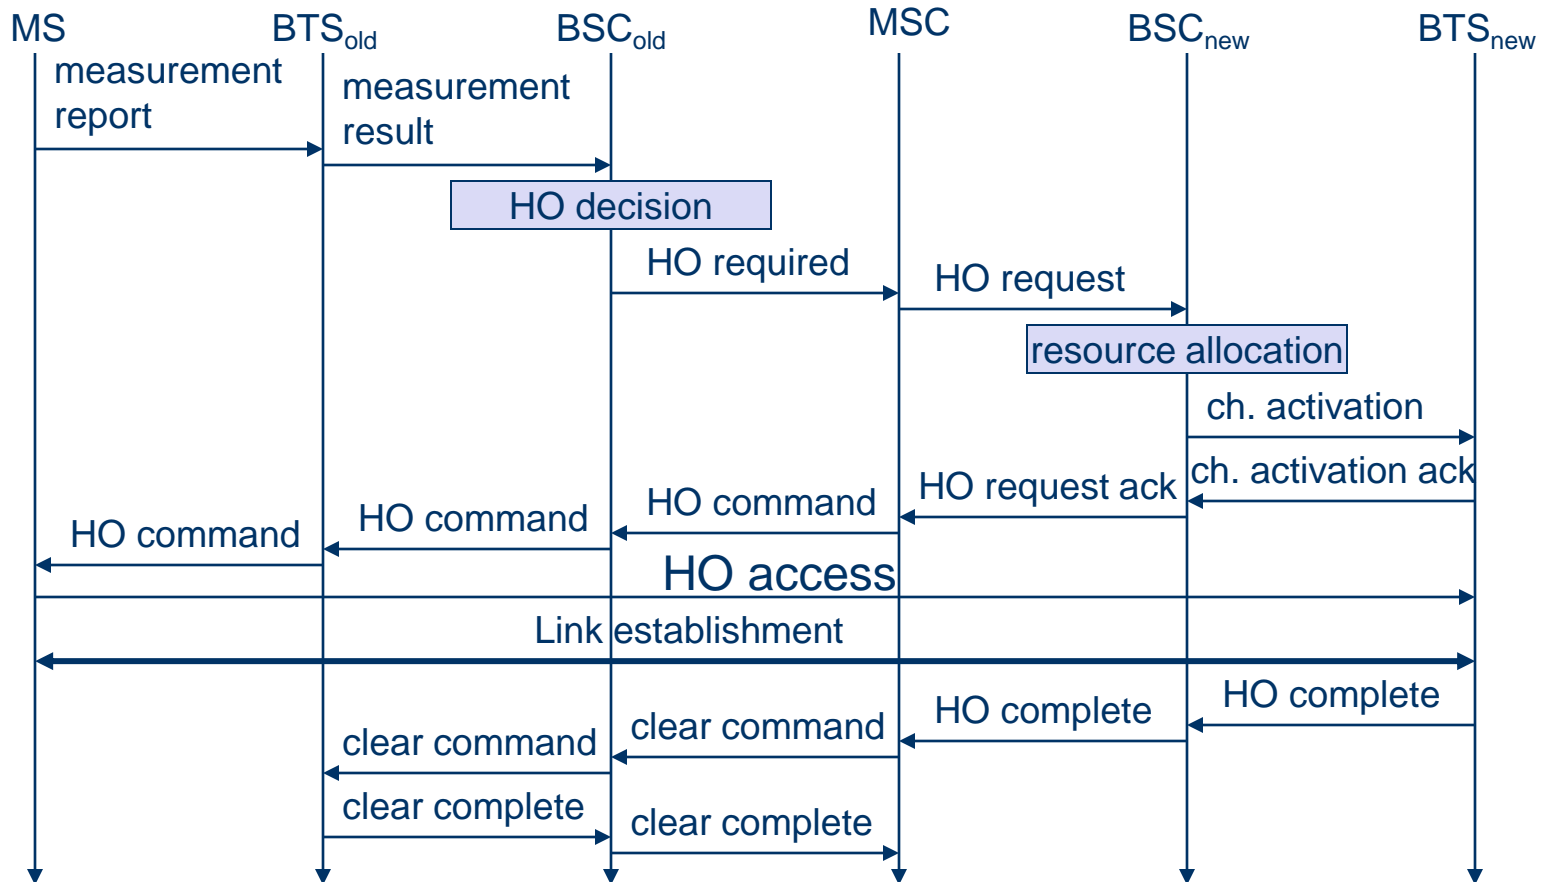 MS
BTSold
BSCold
MSC
BSCnew
BTSnew
measurement
report
measurement
result
HO decision
HO required
HO request
resource allocation
ch. activation
ch. activation ack
HO request ack
HO command
HO command
HO command
HO access
Link establishment
HO complete
HO complete
clear command
clear command
clear complete
clear complete